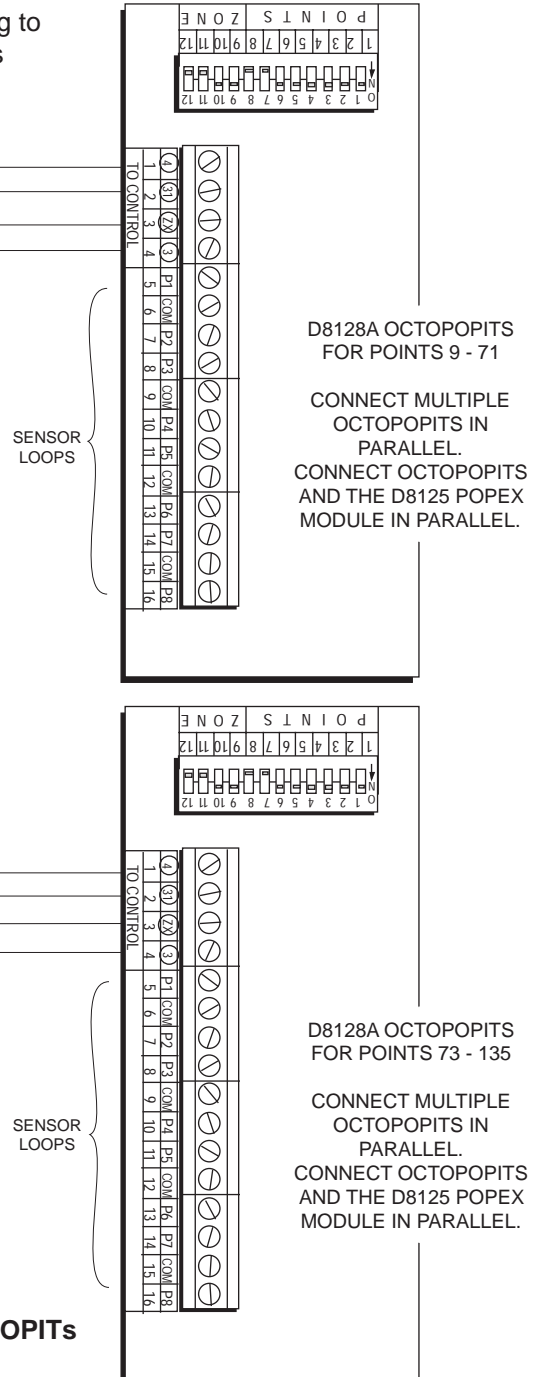 g to
s
ZONE POINTS
12 11 10 9 8 7 6 5 4 3 2 1
12 11 10 9 8 7 6 5 4 3 2 1
ON
TO CONTROL
1 4
2 31
3 ZX
4 3
5 P1
6 COM
7 P2
8 P3
9 COM
10 P4
11 P5
12 COM
13 P6
14 P7
15 COM
16 P8
SENSOR
LOOPS
D8128A OCTOPOPITS
FOR POINTS 9 - 71
CONNECT MULTIPLE
OCTOPOPITS IN
PARALLEL.
CONNECT OCTOPOPITS
AND THE D8125 POPEX
MODULE IN PARALLEL.
ZONE POINTS
12 11 10 9 8 7 6 5 4 3 2 1
12 11 10 9 8 7 6 5 4 3 2 1
ON
TO CONTROL
1 4
2 31
3 ZX
4 3
5 P1
6 COM
7 P2
8 P3
9 COM
10 P4
11 P5
12 COM
13 P6
14 P7
15 COM
16 P8
SENSOR
LOOPS
D8128A OCTOPOPITS
FOR POINTS 73 - 135
CONNECT MULTIPLE
OCTOPOPITS IN
PARALLEL.
CONNECT OCTOPOPITS
AND THE D8125 POPEX
MODULE IN PARALLEL.
OPITs